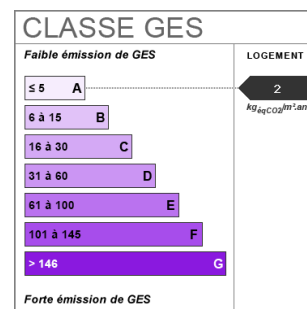 CLASSE GES
Faible émission de GES
LOGEMENT
≤ 5 A
2
kgéqCO2/m².an
6 à 15 B
16 à 30 C
31 à 60 D
61 à 100 E
101 à 145 F
> 146 G
Forte émission de GES